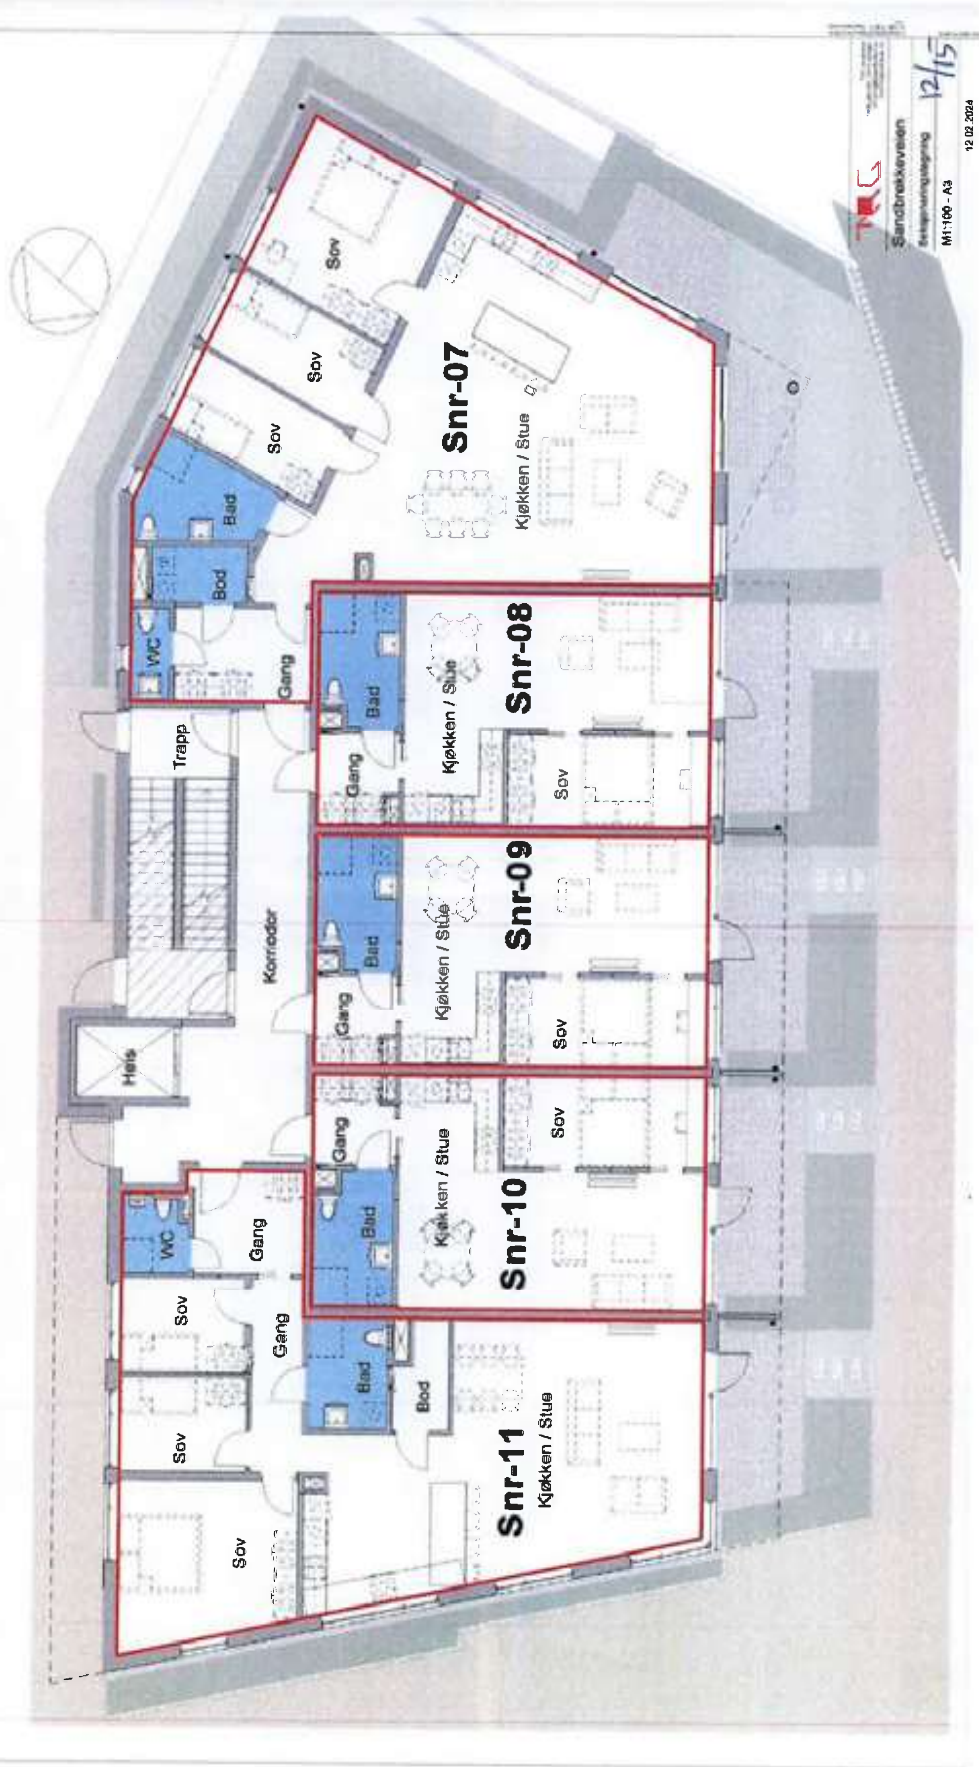 Sov
Sov
Sov
Bad
Bod
WC
Gang
Snr-07
Kjøkken / Stue
Trapp
Korridor
Heis
Bad
Gang
Kjøkken / Stue
Snr-08
Sov
Bad
Gang
Kjøkken / Stue
Snr-09
Sov
Gang
Bad
Kjøkken / Stue
Snr-10
Sov
WC
Gang
Gang
Sov
Sov
Sov
Bad
Bod
Snr-11
Kjøkken / Stue
Sandbrekkeveien
12/15
M1:100 - A3
12.02.2024